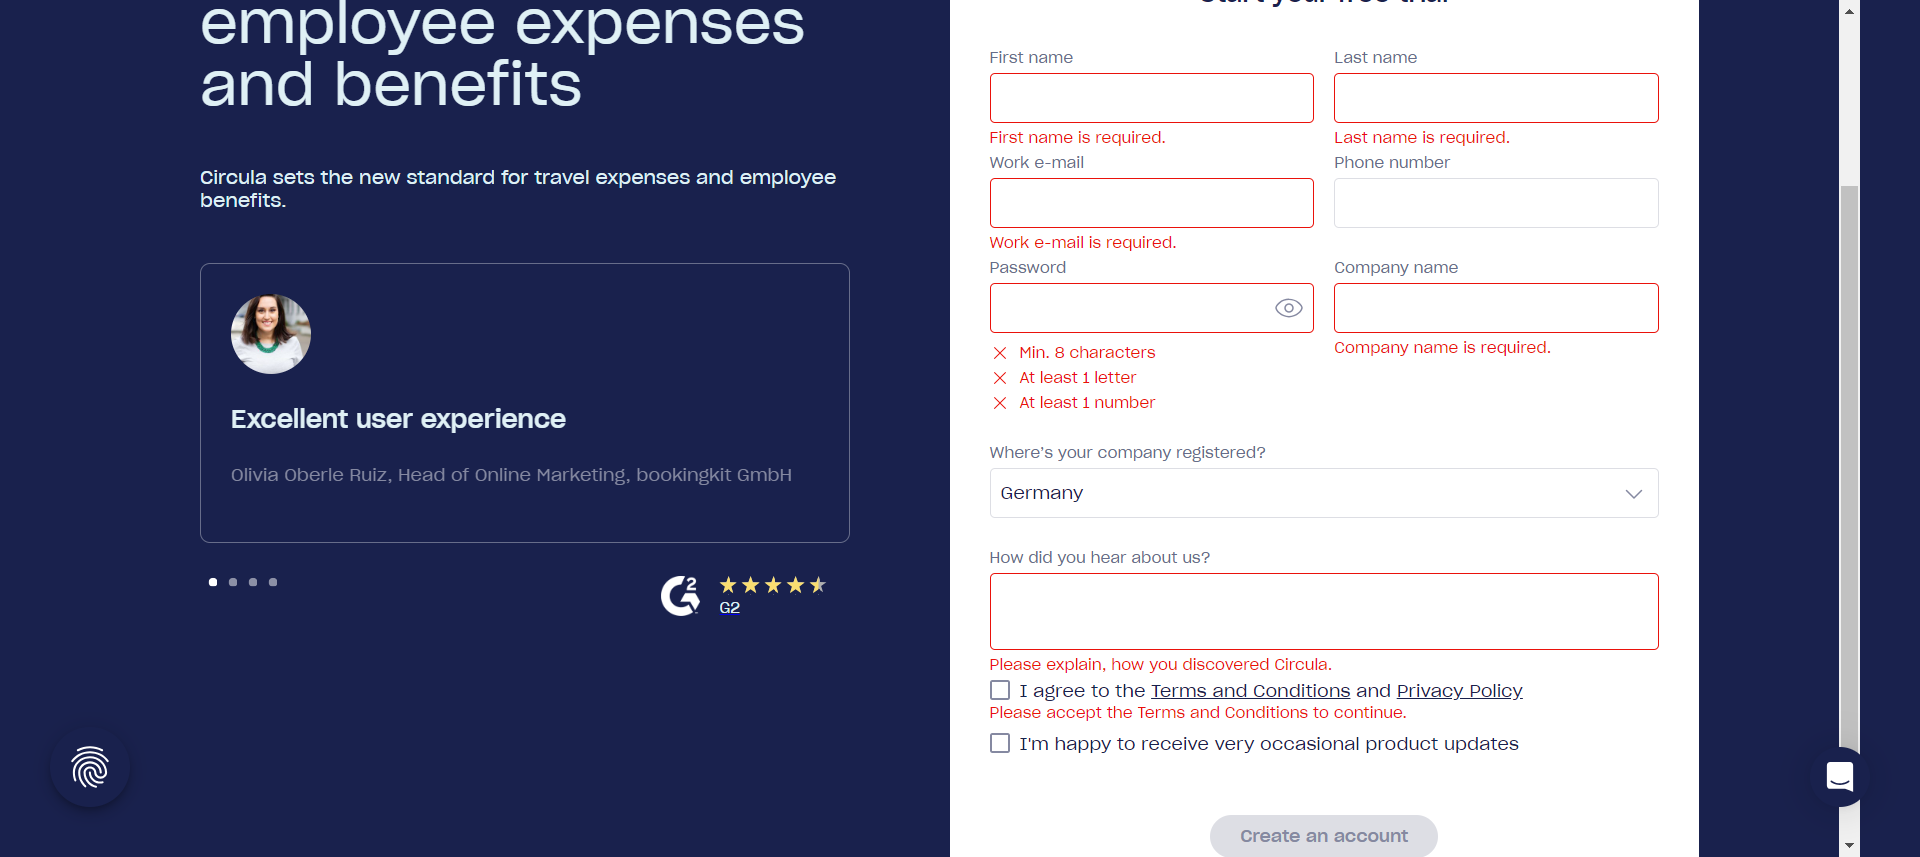 employee expenses
and benefits
Circula sets the new standard for travel expenses and employee
benefits.
Excellent user experience
Olivia Oberle Ruiz, Head of Online Marketing, bookingkit GmbH
G2
G2
Start your free trial
First name
Last name
First name is required.
Last name is required.
Work e-mail
Phone number
Work e-mail is required.
Password
Company name
Min. 8 characters
At least 1 letter
At least 1 number
Company name is required.
Where's your company registered?
Germany
How did you hear about us?
Please explain, how you discovered Circula.
I agree to the Terms and Conditions and Privacy Policy
Please accept the Terms and Conditions to continue.
I'm happy to receive very occasional product updates
Create an account